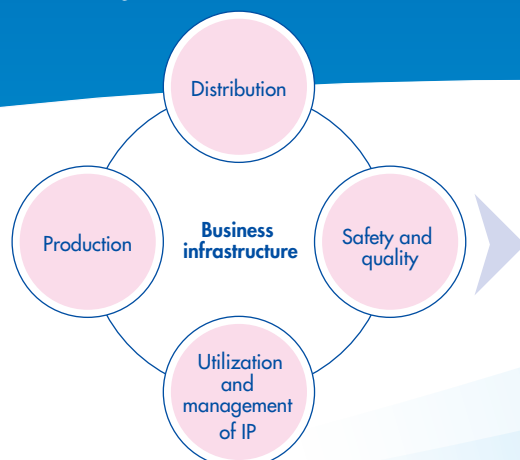 Distribution
Production
Business
infrastructure
Safety and
quality
Utilization
and
management
of IP